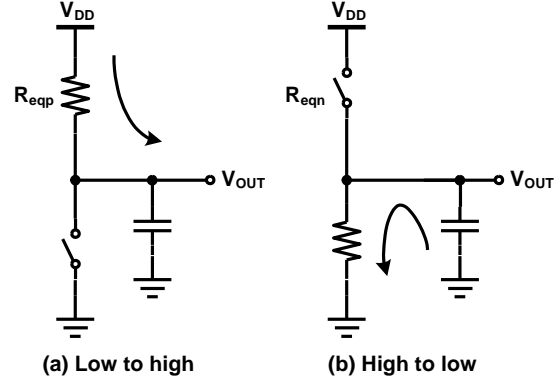 VDD
VDD
Reqp
Reqn
VOUT
VOUT
(a) Low to high
(b) High to low